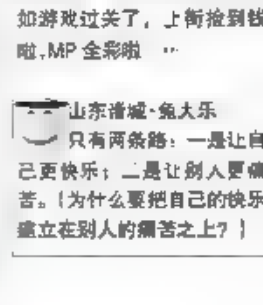 如游戏过关了，上街捡到钱
啦，MP全彩啦 …
山东诸城·兔大乐
只有两条路：一是让自
己更快乐；二是让别人更痛
苦。（为什么要把自己的快乐
建立在别人的痛苦之上？）